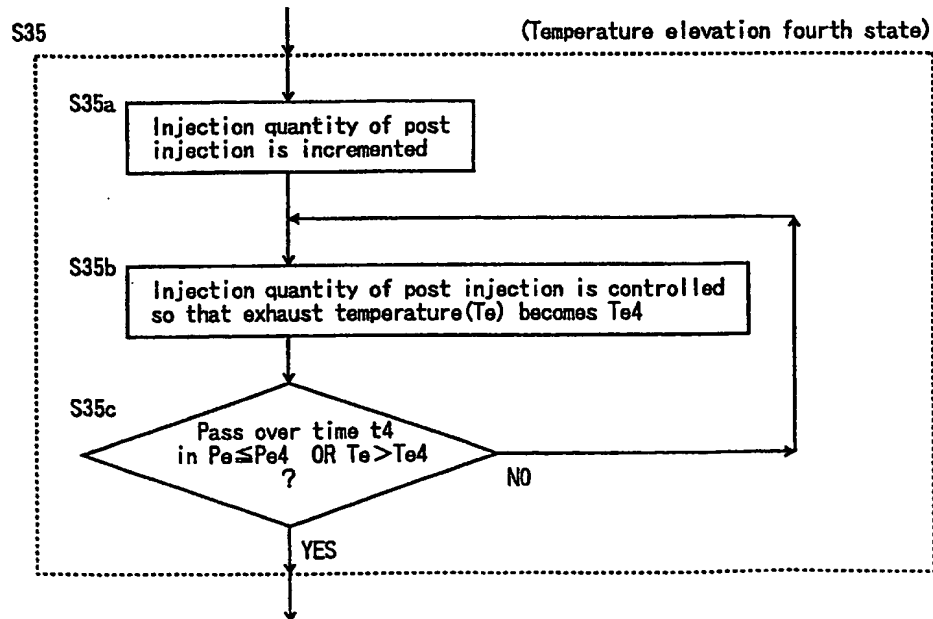 S35
(Temperature elevation fourth state)
S35a
Injection quantity of post
injection is incremented
S35b
Injection quantity of post injection is controlled
so that exhaust temperature(Te) becomes Te4
S35c
Pass over time t4
in Pe≦Pe4 OR Te>Te4
?
NO
YES